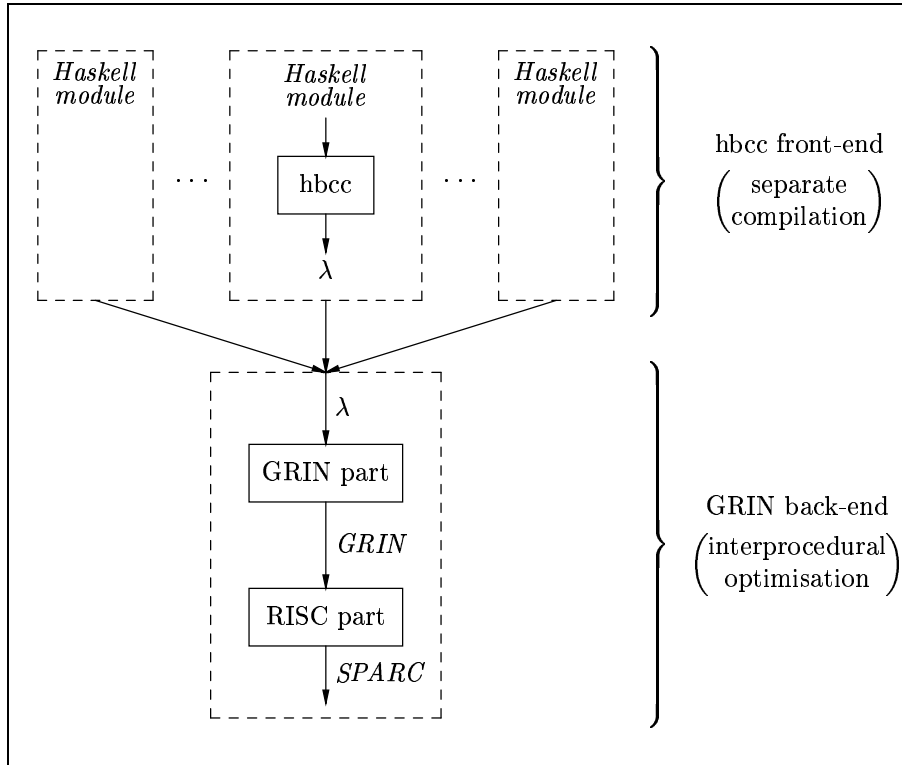 Haskell
module
Haskell
module
Haskell
module
· · ·
hbcc
· · ·
λ
hbcc front-end
(separate
compilation)
λ
GRIN part
GRIN
RISC part
SPARC
GRIN back-end
(interprocedural
optimisation)